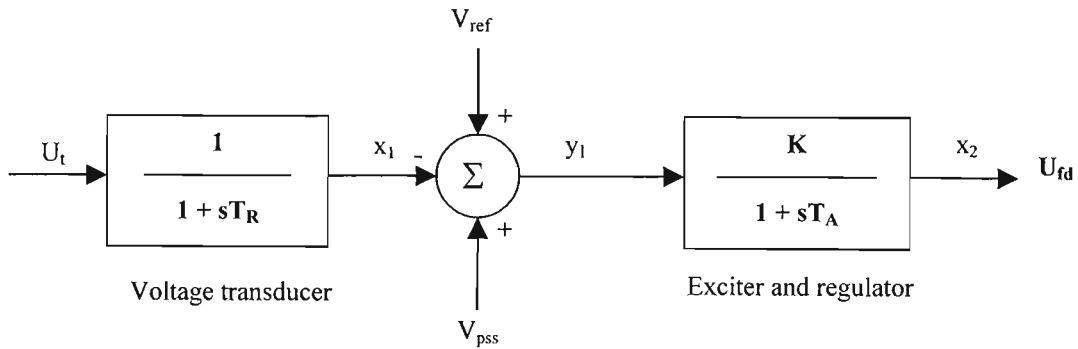 V_ref
+
U_t
1
1 + sT_R
x_1
-
Σ
y_1
K
1 + sT_A
x_2
U_fd
+
Voltage transducer
Exciter and regulator
V_pss